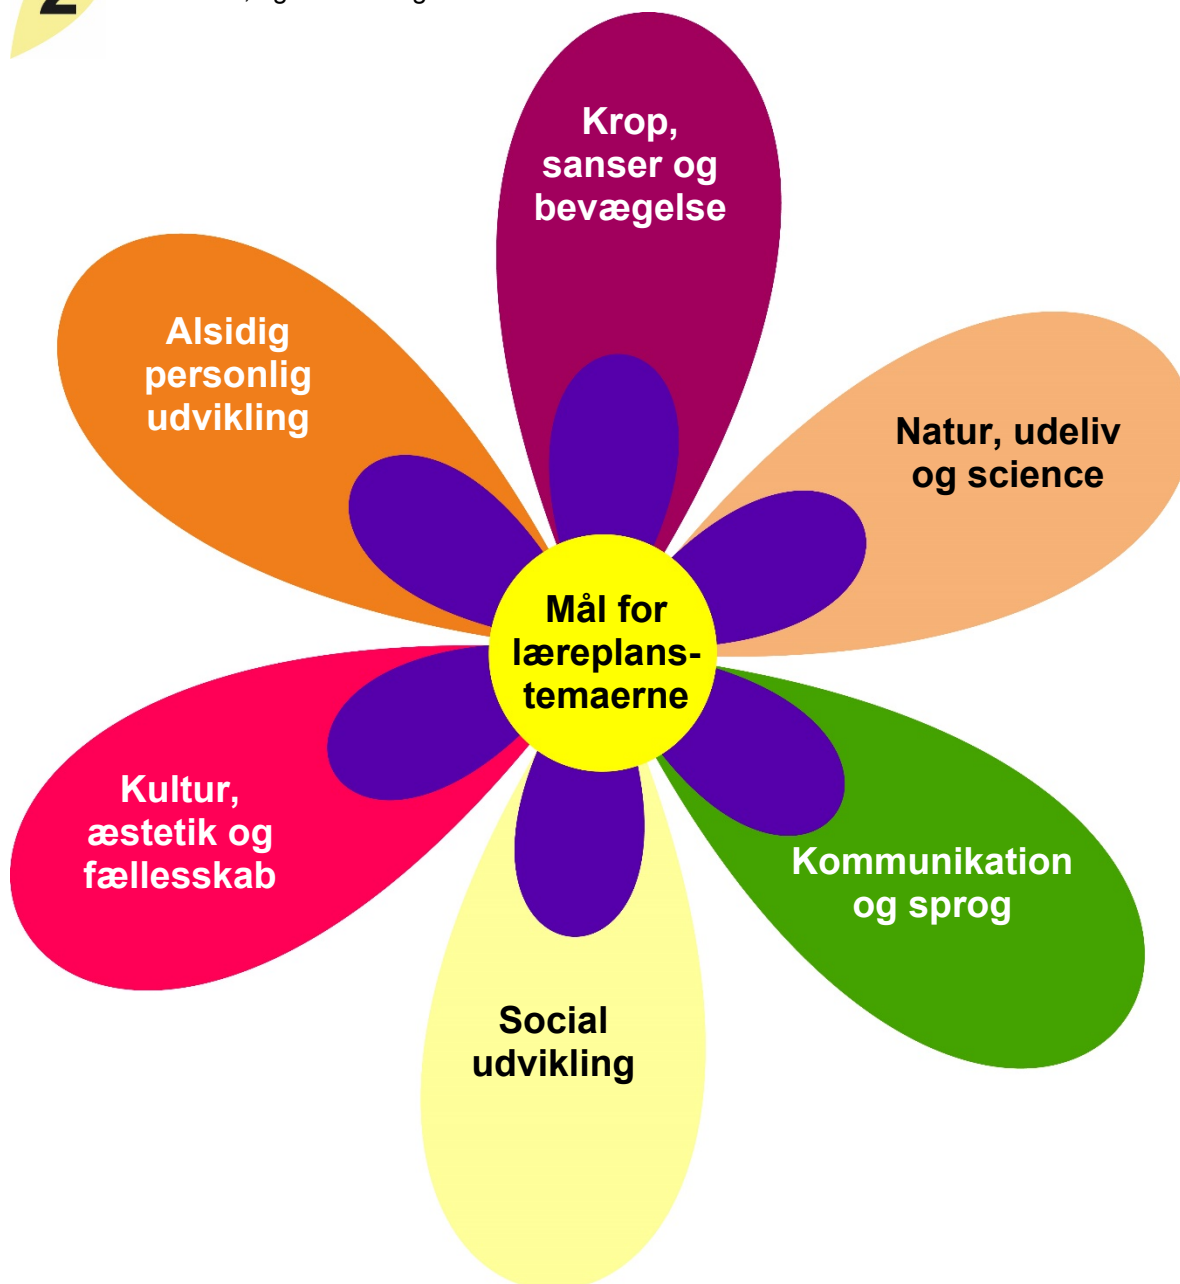 Krop,
sanser og
bevægelse
Alsidig
personlig
udvikling
Natur, udeliv
og science
Mål for
læreplans-
temaerne
Kultur,
æstetik og
fællesskab
Kommunikation
og sprog
Social
udvikling